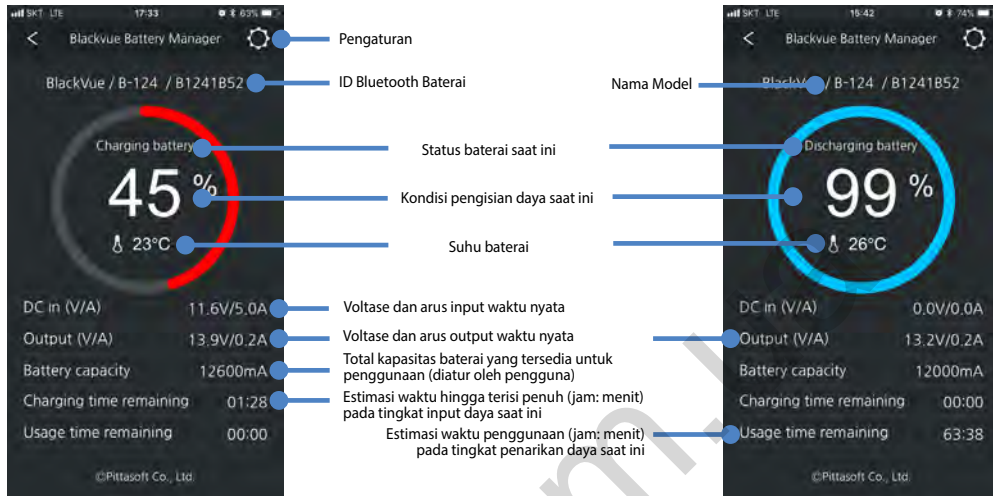 SKT LTE 17:33 63%
Blackvue Battery Manager
BlackVue / B-124 / B1241B52
Charging battery
45 %
23°C
DC in (V/A) 11.6V/5.0A
Output (V/A) 13.9V/0.2A
Battery capacity 12600mA
Charging time remaining 01:28
Usage time remaining 00:00
©Pittasoft Co., Ltd.
Pengaturan
ID Bluetooth Baterai
Nama Model
Status baterai saat ini
Kondisi pengisian daya saat ini
Suhu baterai
Voltase dan arus input waktu nyata
Voltase dan arus output waktu nyata
Total kapasitas baterai yang tersedia untuk
penggunaan (diatur oleh pengguna)
Estimasi waktu hingga terisi penuh (jam: menit)
pada tingkat input daya saat ini
Estimasi waktu penggunaan (jam: menit)
pada tingkat penarikan daya saat ini
SKT LTE 15:42 74%
Blackvue Battery Manager
BlackVue / B-124 / B1241B52
Discharging battery
99 %
26°C
DC in (V/A) 0.0V/0.0A
Output (V/A) 13,2V/0.2A
Battery capacity 12000mA
Charging time remaining 00:00
Usage time remaining 63:38
©Pittasoft Co., Ltd.